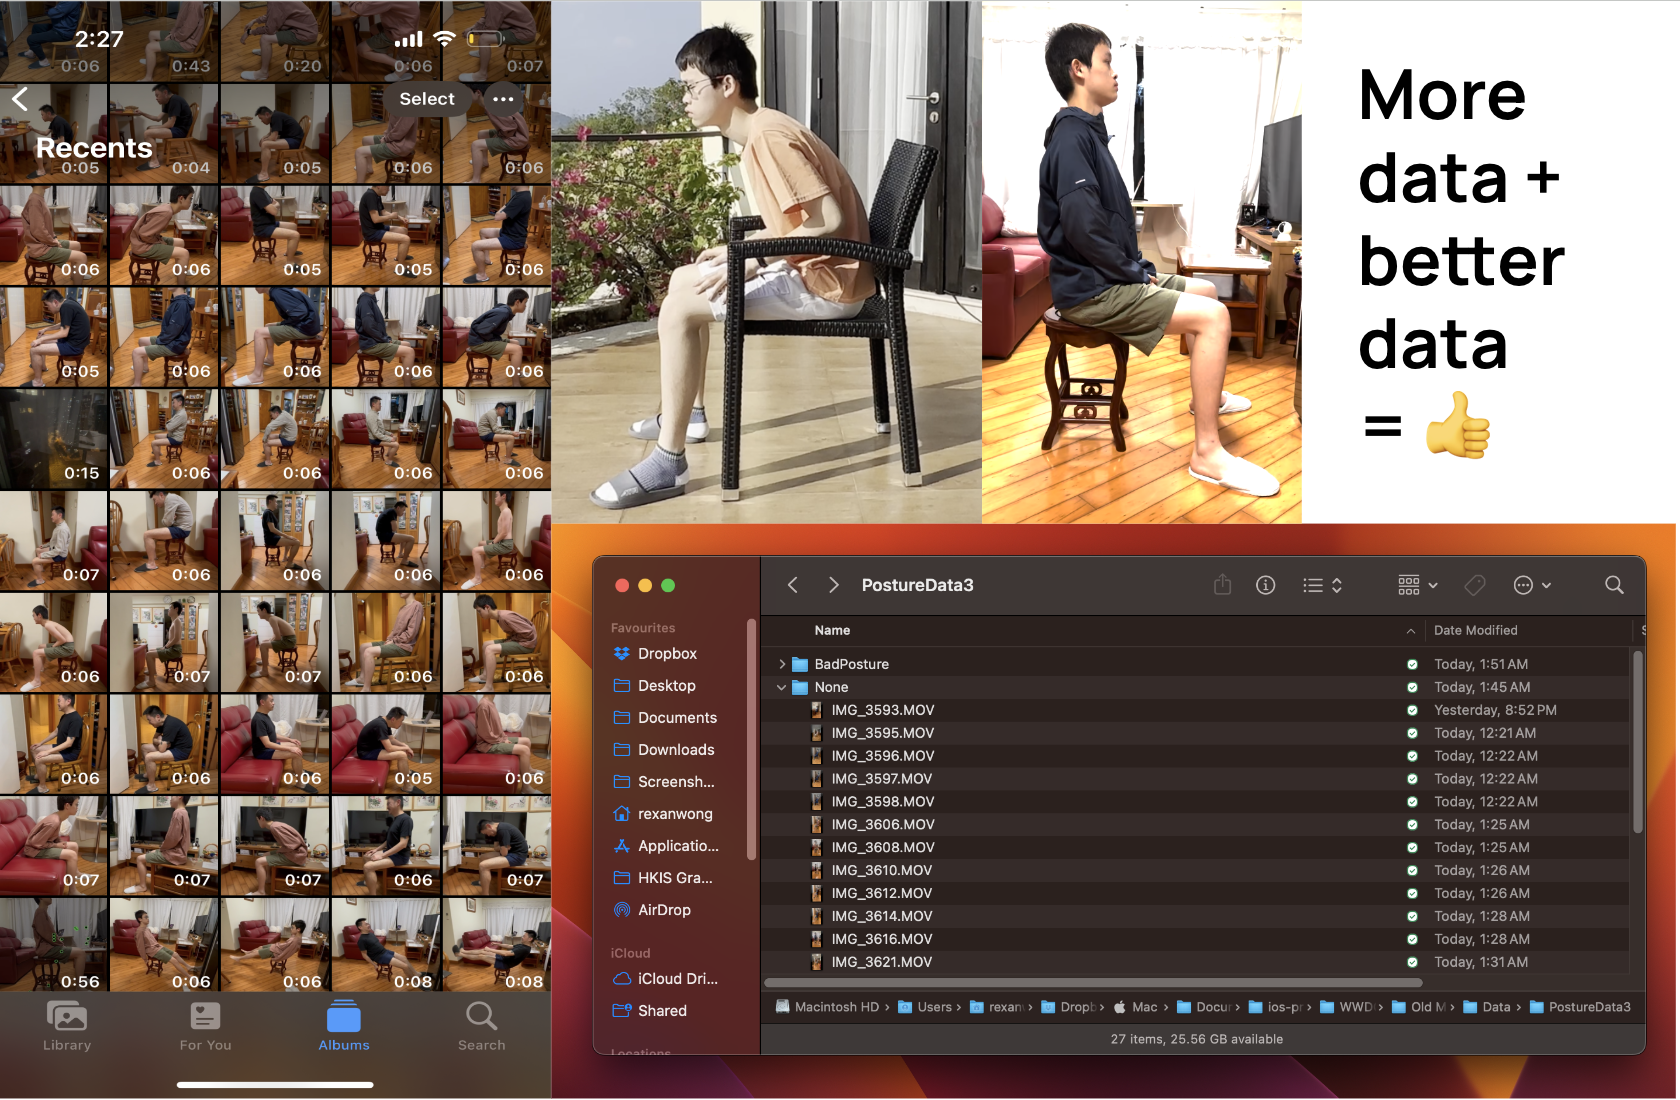 2:27
0:06
0:43
0:20
0:06
0:07
Select
Recents
0:05
0:04
0:05
0:06
0:06
0:06
0:06
0:05
0:05
0:06
0:05
0:06
0:06
0:06
0:06
0:15
0:06
0:06
0:06
0:06
0:07
0:06
0:06
0:06
0:06
0:06
0:07
0:07
0:06
0:06
0:06
0:06
0:06
0:05
0:06
0:07
0:07
0:07
0:06
0:07
0:56
0:06
0:06
0:08
0:08
Library
For You
Albums
Search
More
data +
better
data
= 👍
PostureData3
Favourites
Dropbox
Desktop
Documents
Downloads
Screensh...
rexanwong
Applicatio...
HKIS Gra...
AirDrop
iCloud
iCloud Dri...
Shared
Locations
Name
Date Modified
S
BadPosture
Today, 1:51 AM
None
Today, 1:45 AM
IMG_3593.MOV
Yesterday, 8:52 PM
IMG_3595.MOV
Today, 12:21 AM
IMG_3596.MOV
Today, 12:22 AM
IMG_3597.MOV
Today, 12:22 AM
IMG_3598.MOV
Today, 12:22 AM
IMG_3606.MOV
Today, 1:25 AM
IMG_3608.MOV
Today, 1:25 AM
IMG_3610.MOV
Today, 1:26 AM
IMG_3612.MOV
Today, 1:26 AM
IMG_3614.MOV
Today, 1:28 AM
IMG_3616.MOV
Today, 1:28 AM
IMG_3621.MOV
Today, 1:31 AM
Macintosh HD › Users › rexanw › Dropb › Mac › Docur › ios-pr › WWD › Old M › Data › PostureData3
27 items, 25.56 GB available